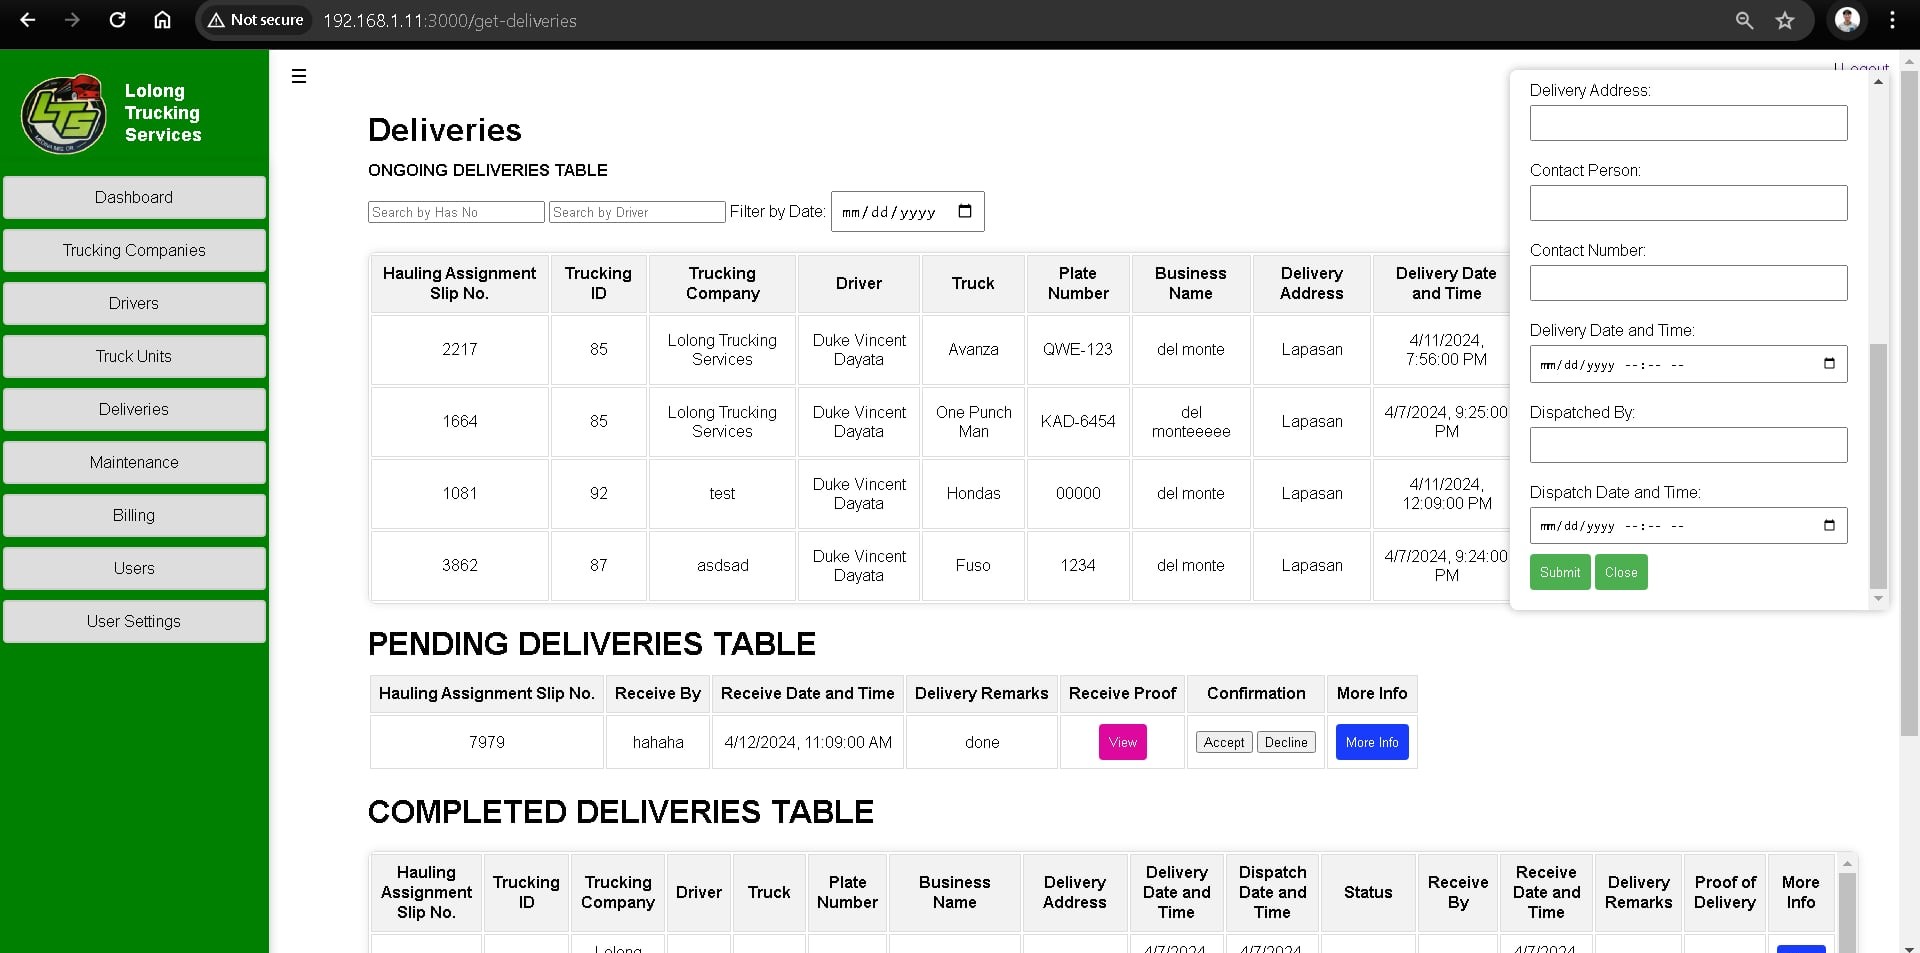 Not secure 192.168.1.11:3000/get-deliveries
LTS
Lolong
Trucking
Services
Dashboard
Trucking Companies
Drivers
Truck Units
Deliveries
Maintenance
Billing
Users
User Settings
Logout
Deliveries
ONGOING DELIVERIES TABLE
Search by Has No Search by Driver Filter by Date: mm/dd/yyyy
Hauling Assignment Slip No. Trucking ID Trucking Company Driver Truck Plate Number Business Name Delivery Address Delivery Date and Time
2217 85 Lolong Trucking Services Duke Vincent Dayata Avanza QWE-123 del monte Lapasan 4/11/2024, 7:56:00 PM
1664 85 Lolong Trucking Services Duke Vincent Dayata One Punch Man KAD-6454 del monteeeee Lapasan 4/7/2024, 9:25:00 PM
1081 92 test Duke Vincent Dayata Hondas 00000 del monte Lapasan 4/11/2024, 12:09:00 PM
3862 87 asdsad Duke Vincent Dayata Fuso 1234 del monte Lapasan 4/7/2024, 9:24:00 PM
Delivery Address:
Contact Person:
Contact Number:
Delivery Date and Time:
mm/dd/yyyy --:-- --
Dispatched By:
Dispatch Date and Time:
mm/dd/yyyy --:-- --
Submit Close
PENDING DELIVERIES TABLE
Hauling Assignment Slip No. Receive By Receive Date and Time Delivery Remarks Receive Proof Confirmation More Info
7979 hahaha 4/12/2024, 11:09:00 AM done View Accept Decline More Info
COMPLETED DELIVERIES TABLE
Hauling Assignment Slip No. Trucking ID Trucking Company Driver Truck Plate Number Business Name Delivery Address Delivery Date and Time Dispatch Date and Time Status Receive By Receive Date and Time Delivery Remarks Proof of Delivery More Info
Lolong 4/7/2024 4/7/2024 4/7/2024